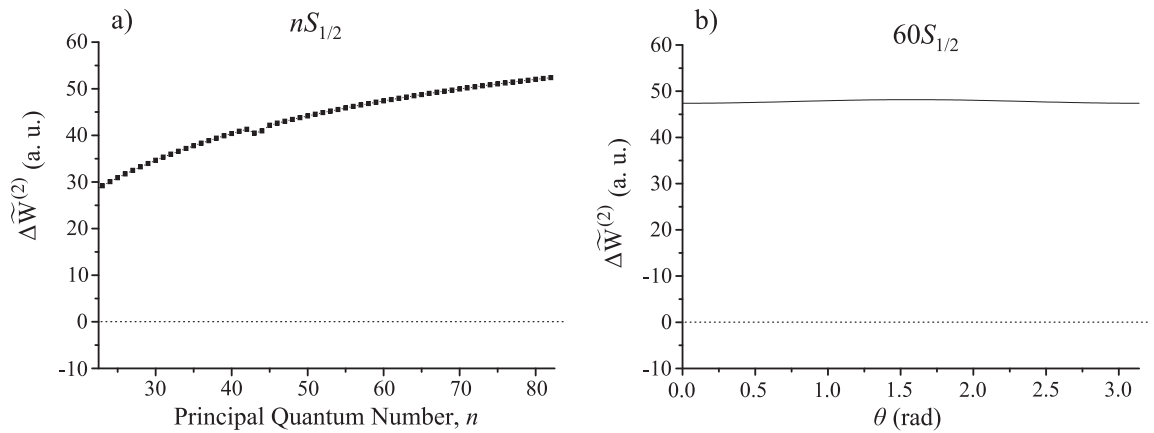 a)
nS1/2
60
50
40
30
20
10
0
-10
30 40 50 60 70 80
ΔW̃(2) (a. u.)
Principal Quantum Number, n
b)
60S1/2
60
50
40
30
20
-10
0
-10
0.0 0.5 1.0 1.5 2.0 2.5 3.0
ΔW̃(2) (a. u.)
θ (rad)